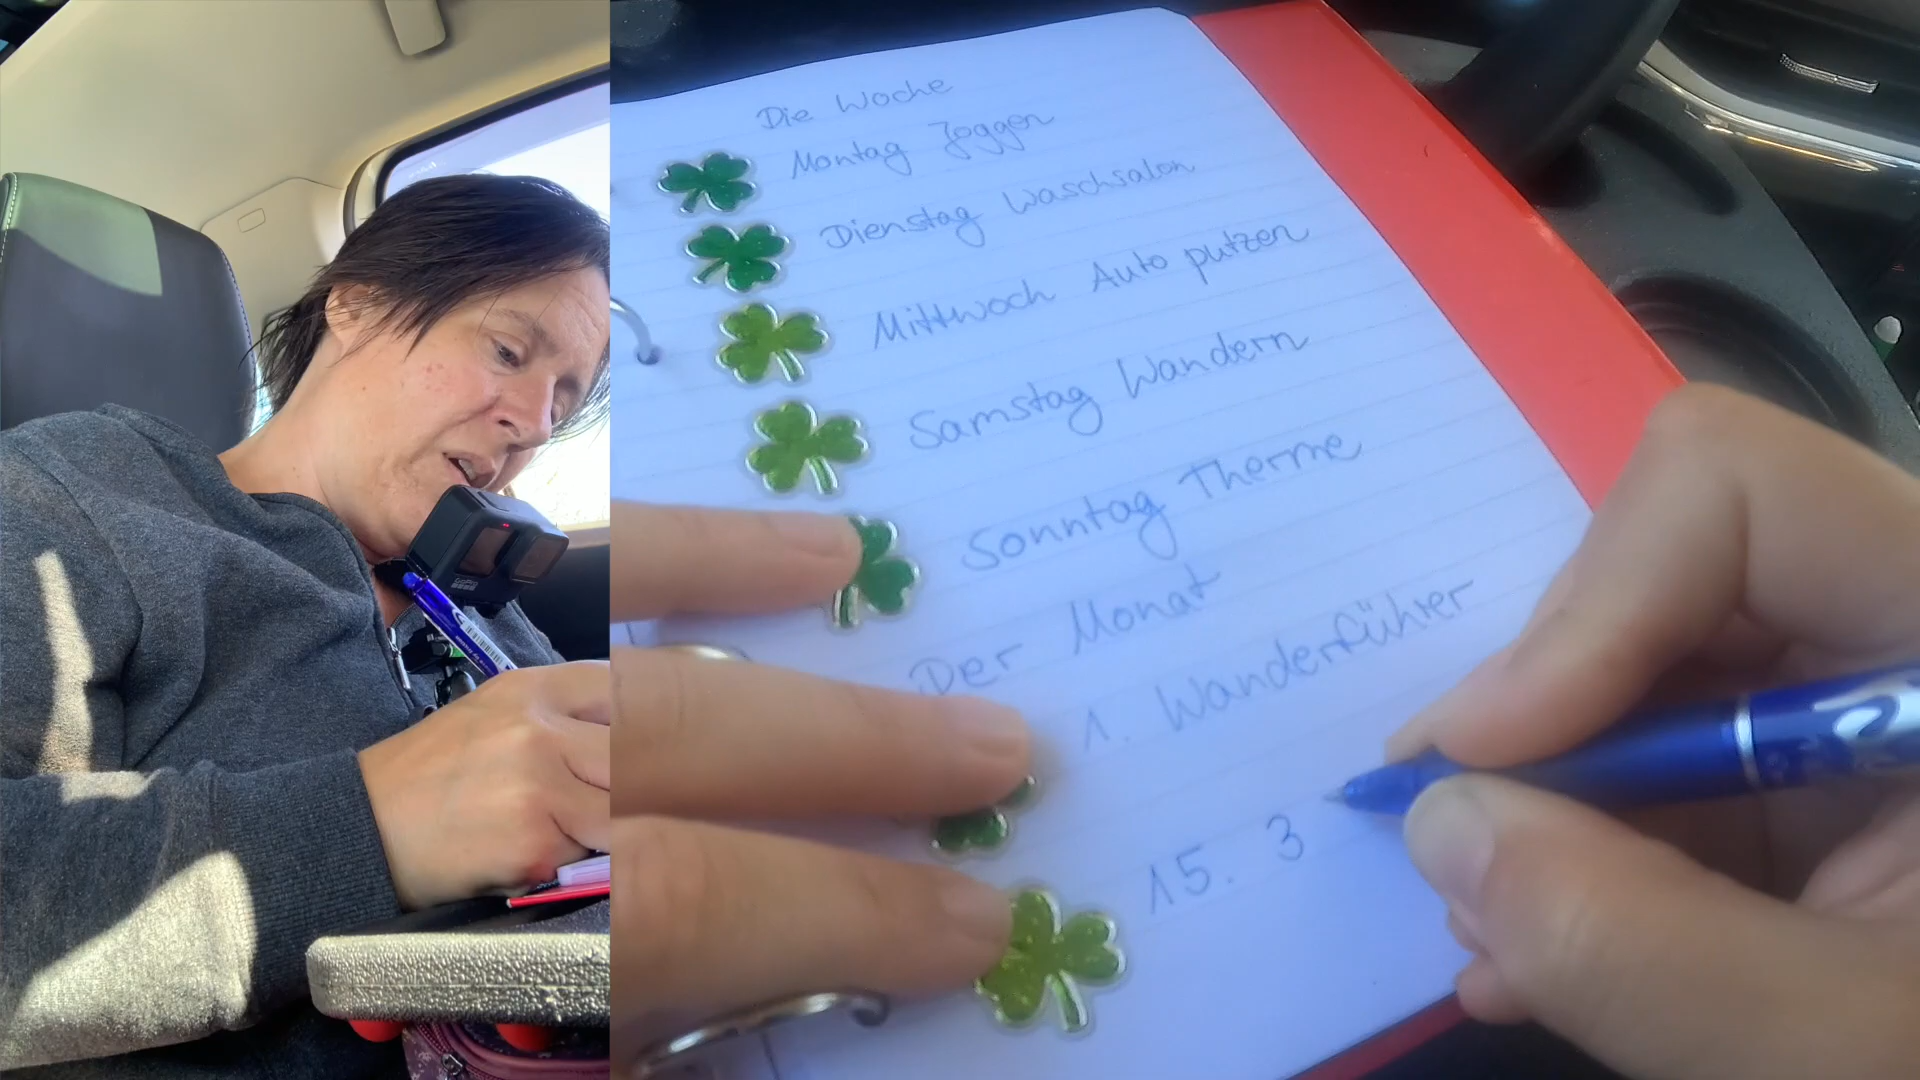 Die Woche
Montag Joggen
Dienstag Waschsalon
Mittwoch Auto putzen
Samstag Wandern
Sonntag Therme
Der Monat
1. Wanderführer
15. 3
GoPro